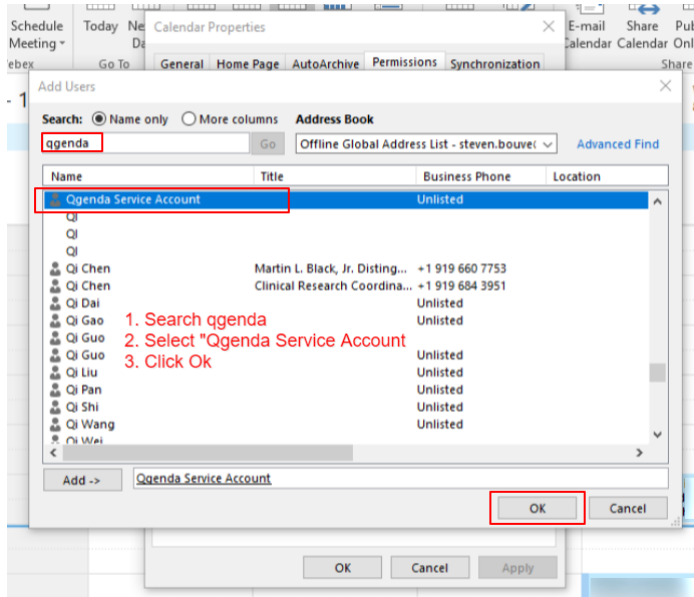 Schedule Today Ne Calendar Properties E-mail Share Pub
Meeting Da Calendar Calendar Onl
ebex Go To General Home Page AutoArchive Permissions Synchronization Share
- 1 Add Users
Search: Name only More columns Address Book
qgenda Go Offline Global Address List - steven.bouve( Advanced Find
Name Title Business Phone Location
Qgenda Service Account Unlisted
QI
QI
QI
Qi Chen Martin L. Black, Jr. Disting... +1 919 660 7753
Qi Chen Clinical Research Coordina... +1 919 684 3951
Qi Dai Unlisted
Qi Gao Unlisted
Qi Guo
Qi Guo Unlisted
Qi Liu Unlisted
Qi Pan Unlisted
Qi Shi Unlisted
Qi Wang Unlisted
Qi Wei
1. Search qgenda
2. Select "Qgenda Service Account
3. Click Ok
Add -> Qgenda Service Account
OK Cancel
OK Cancel Apply